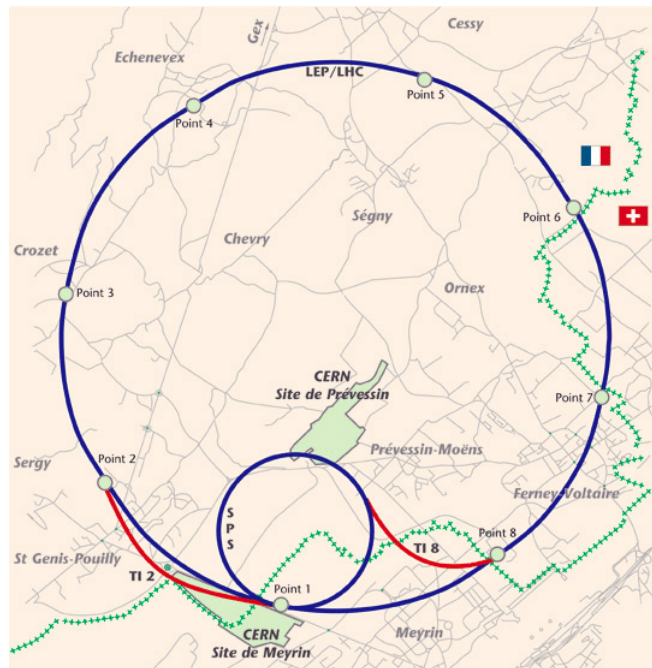 Cessy
Gex
Echenevex
LEP/LHC
Point 5
Point 4
Ségny
Point 6
Chevry
Crozet
Ornex
Point 3
CERN
Site de Prévessin
Point 7
Prévessin-Moëns
Point 2
Sergy
Ferney-Voltaire
SPS
Point 8
St Genis-Pouilly
TI 2
TI 8
Point 1
Meyrin
CERN
Site de Meyrin